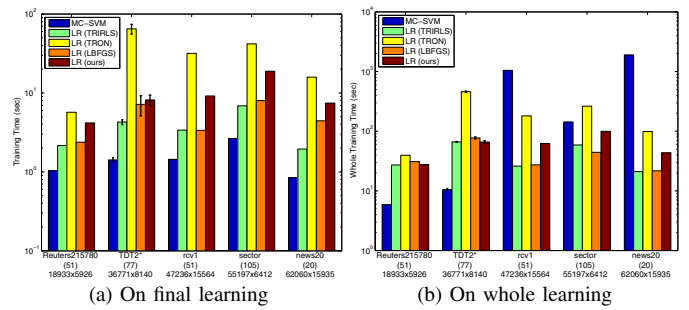 10^3
10^2
10^1
10^0
10^-1
Training Time (sec)
MC-SVM
LR (TRIRLS)
LR (TRON)
LR (LBFGS)
LR (ours)
Reuters215780
(51)
18933x5926
TDT2*
(77)
36771x8140
rcv1
(51)
47236x15564
sector
(105)
55197x6412
news20
(20)
62060x15935
(a) On final learning
10^4
10^3
10^2
10^1
10^0
Whole Training Time (sec)
MC-SVM
LR (TRIRLS)
LR (TRON)
LR (LBFGS)
LR (ours)
Reuters215780
(51)
18933x5926
TDT2*
(77)
36771x8140
rcv1
(51)
47236x15564
sector
(105)
55197x6412
news20
(20)
62060x15935
(b) On whole learning